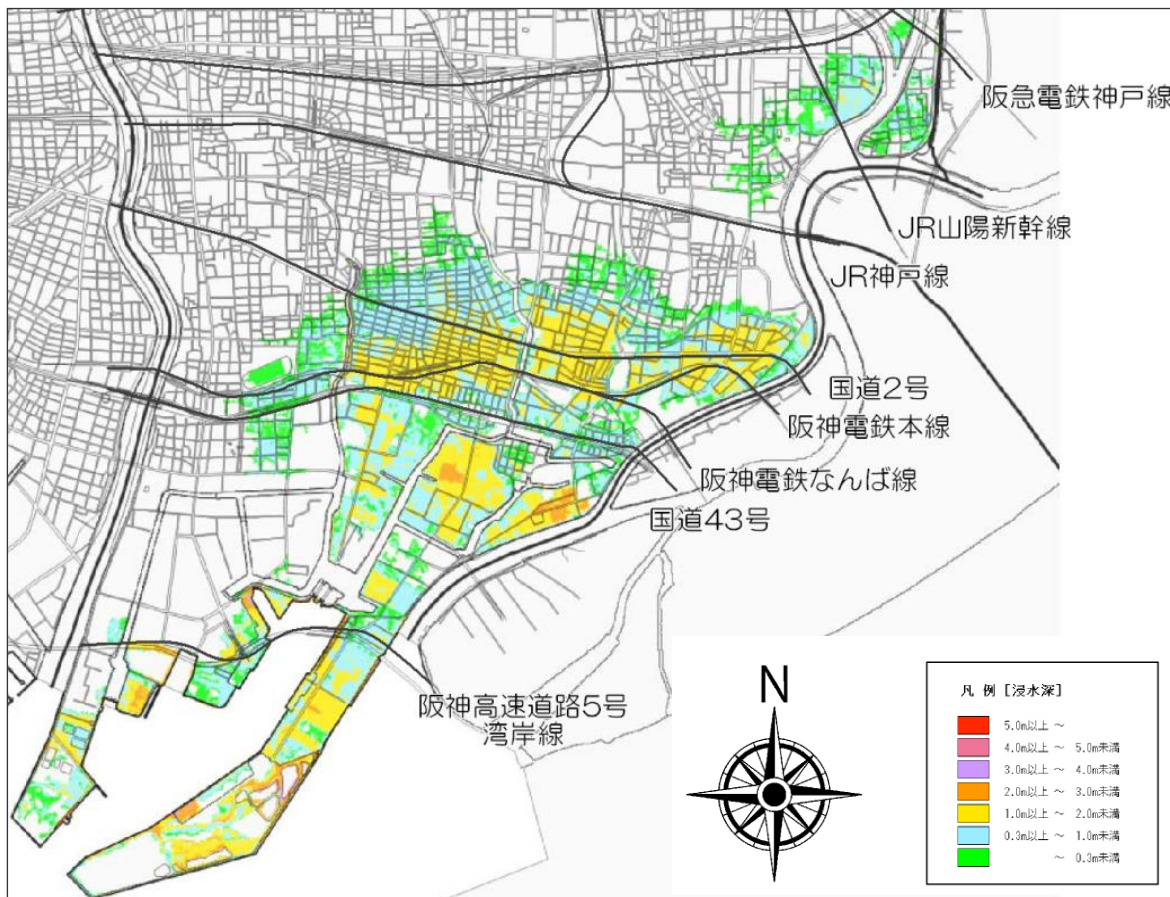 阪急電鉄神戸線
JR山陽新幹線
JR神戸線
国道2号
阪神電鉄本線
阪神電鉄なんば線
国道43号
阪神高速道路5号
湾岸線
N
凡 例 [浸水深]
5.0m以上 ～
4.0m以上 ～ 5.0m未満
3.0m以上 ～ 4.0m未満
2.0m以上 ～ 3.0m未満
1.0m以上 ～ 2.0m未満
0.3m以上 ～ 1.0m未満
～ 0.3m未満